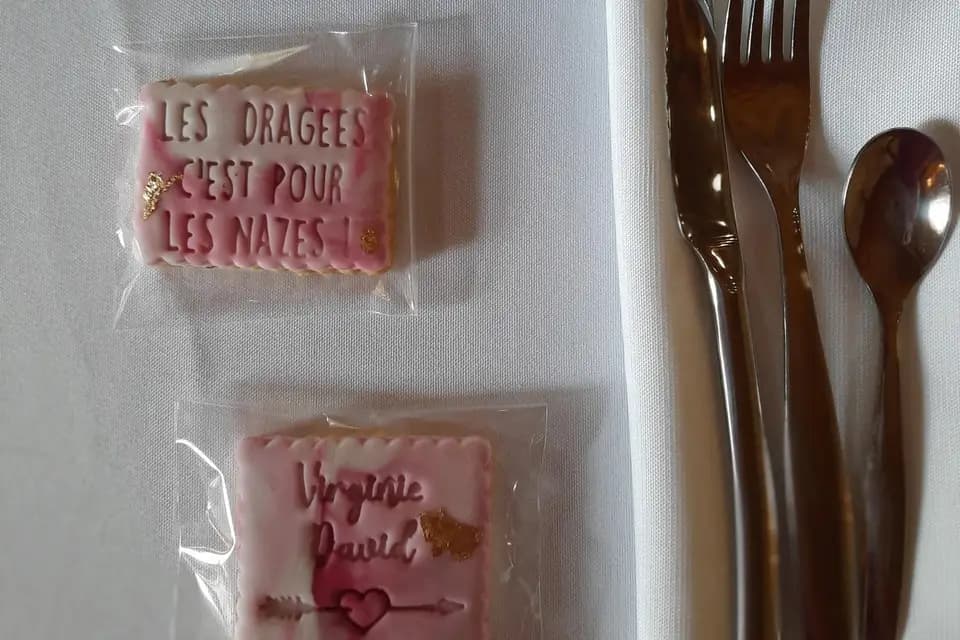 LES DRAGEES
C'EST POUR
LES NAZES !
Virginie
David